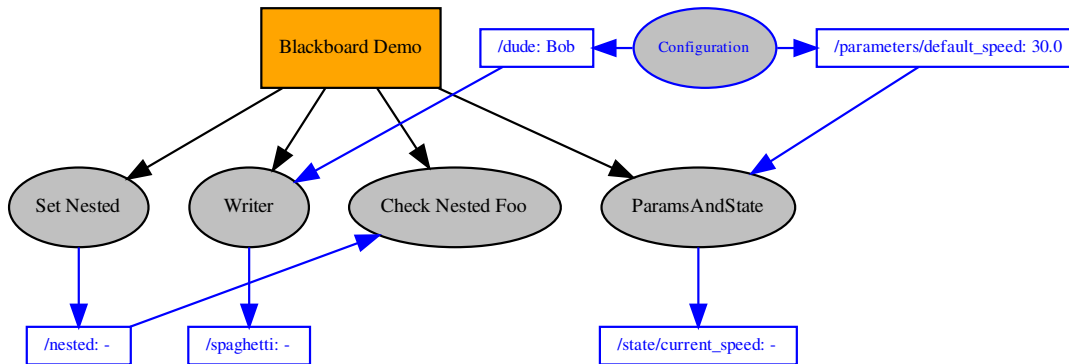 Blackboard Demo
/dude: Bob
Configuration
/parameters/default_speed: 30.0
Set Nested
Writer
Check Nested Foo
ParamsAndState
/nested: -
/spaghetti: -
/state/current_speed: -